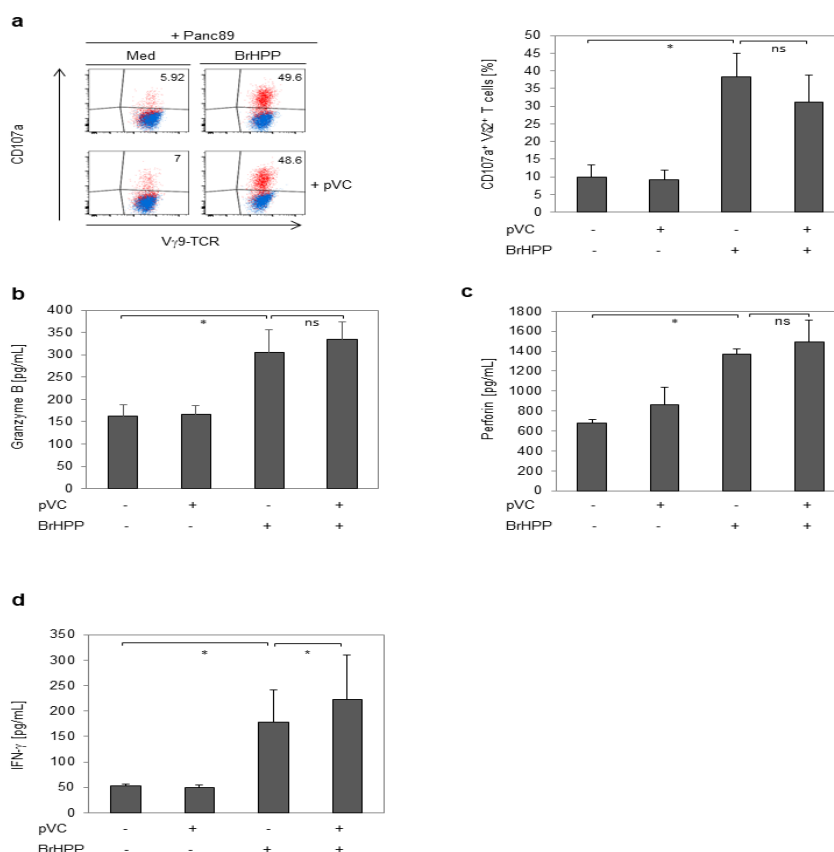 a
+ Panc89
Med BrHPP
5.92 49.6
7 48.6
+ pVC
CD107a
Vγ9-TCR
CD107a+ Vδ2+ T cells [%]
50
45
40
35
30
25
20
15
10
5
0
* ns
pVC - + - +
BrHPP - - + +
b
Granzyme B [pg/mL]
400
350
300
250
200
150
100
50
0
* ns
pVC - + - +
BrHPP - - + +
c
Perforin [pg/mL]
1800
1600
1400
1200
1000
800
600
400
200
0
* ns
pVC - + - +
BrHPP - - + +
d
IFN-γ [pg/mL]
350
300
250
200
150
100
50
0
* *
pVC - + - +
BrHPP - - + +